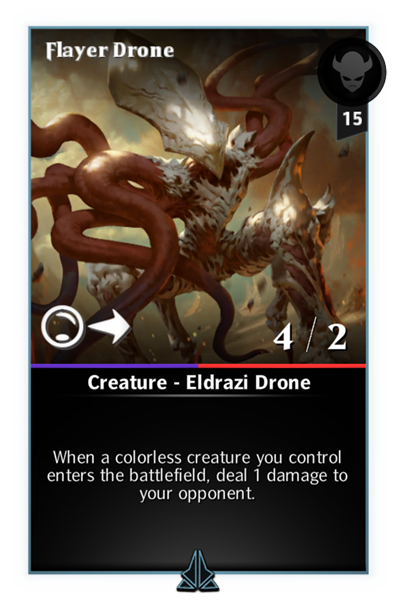 Flayer Drone
15
4 / 2
Creature - Eldrazi Drone
When a colorless creature you control
enters the battlefield, deal 1 damage to
your opponent.